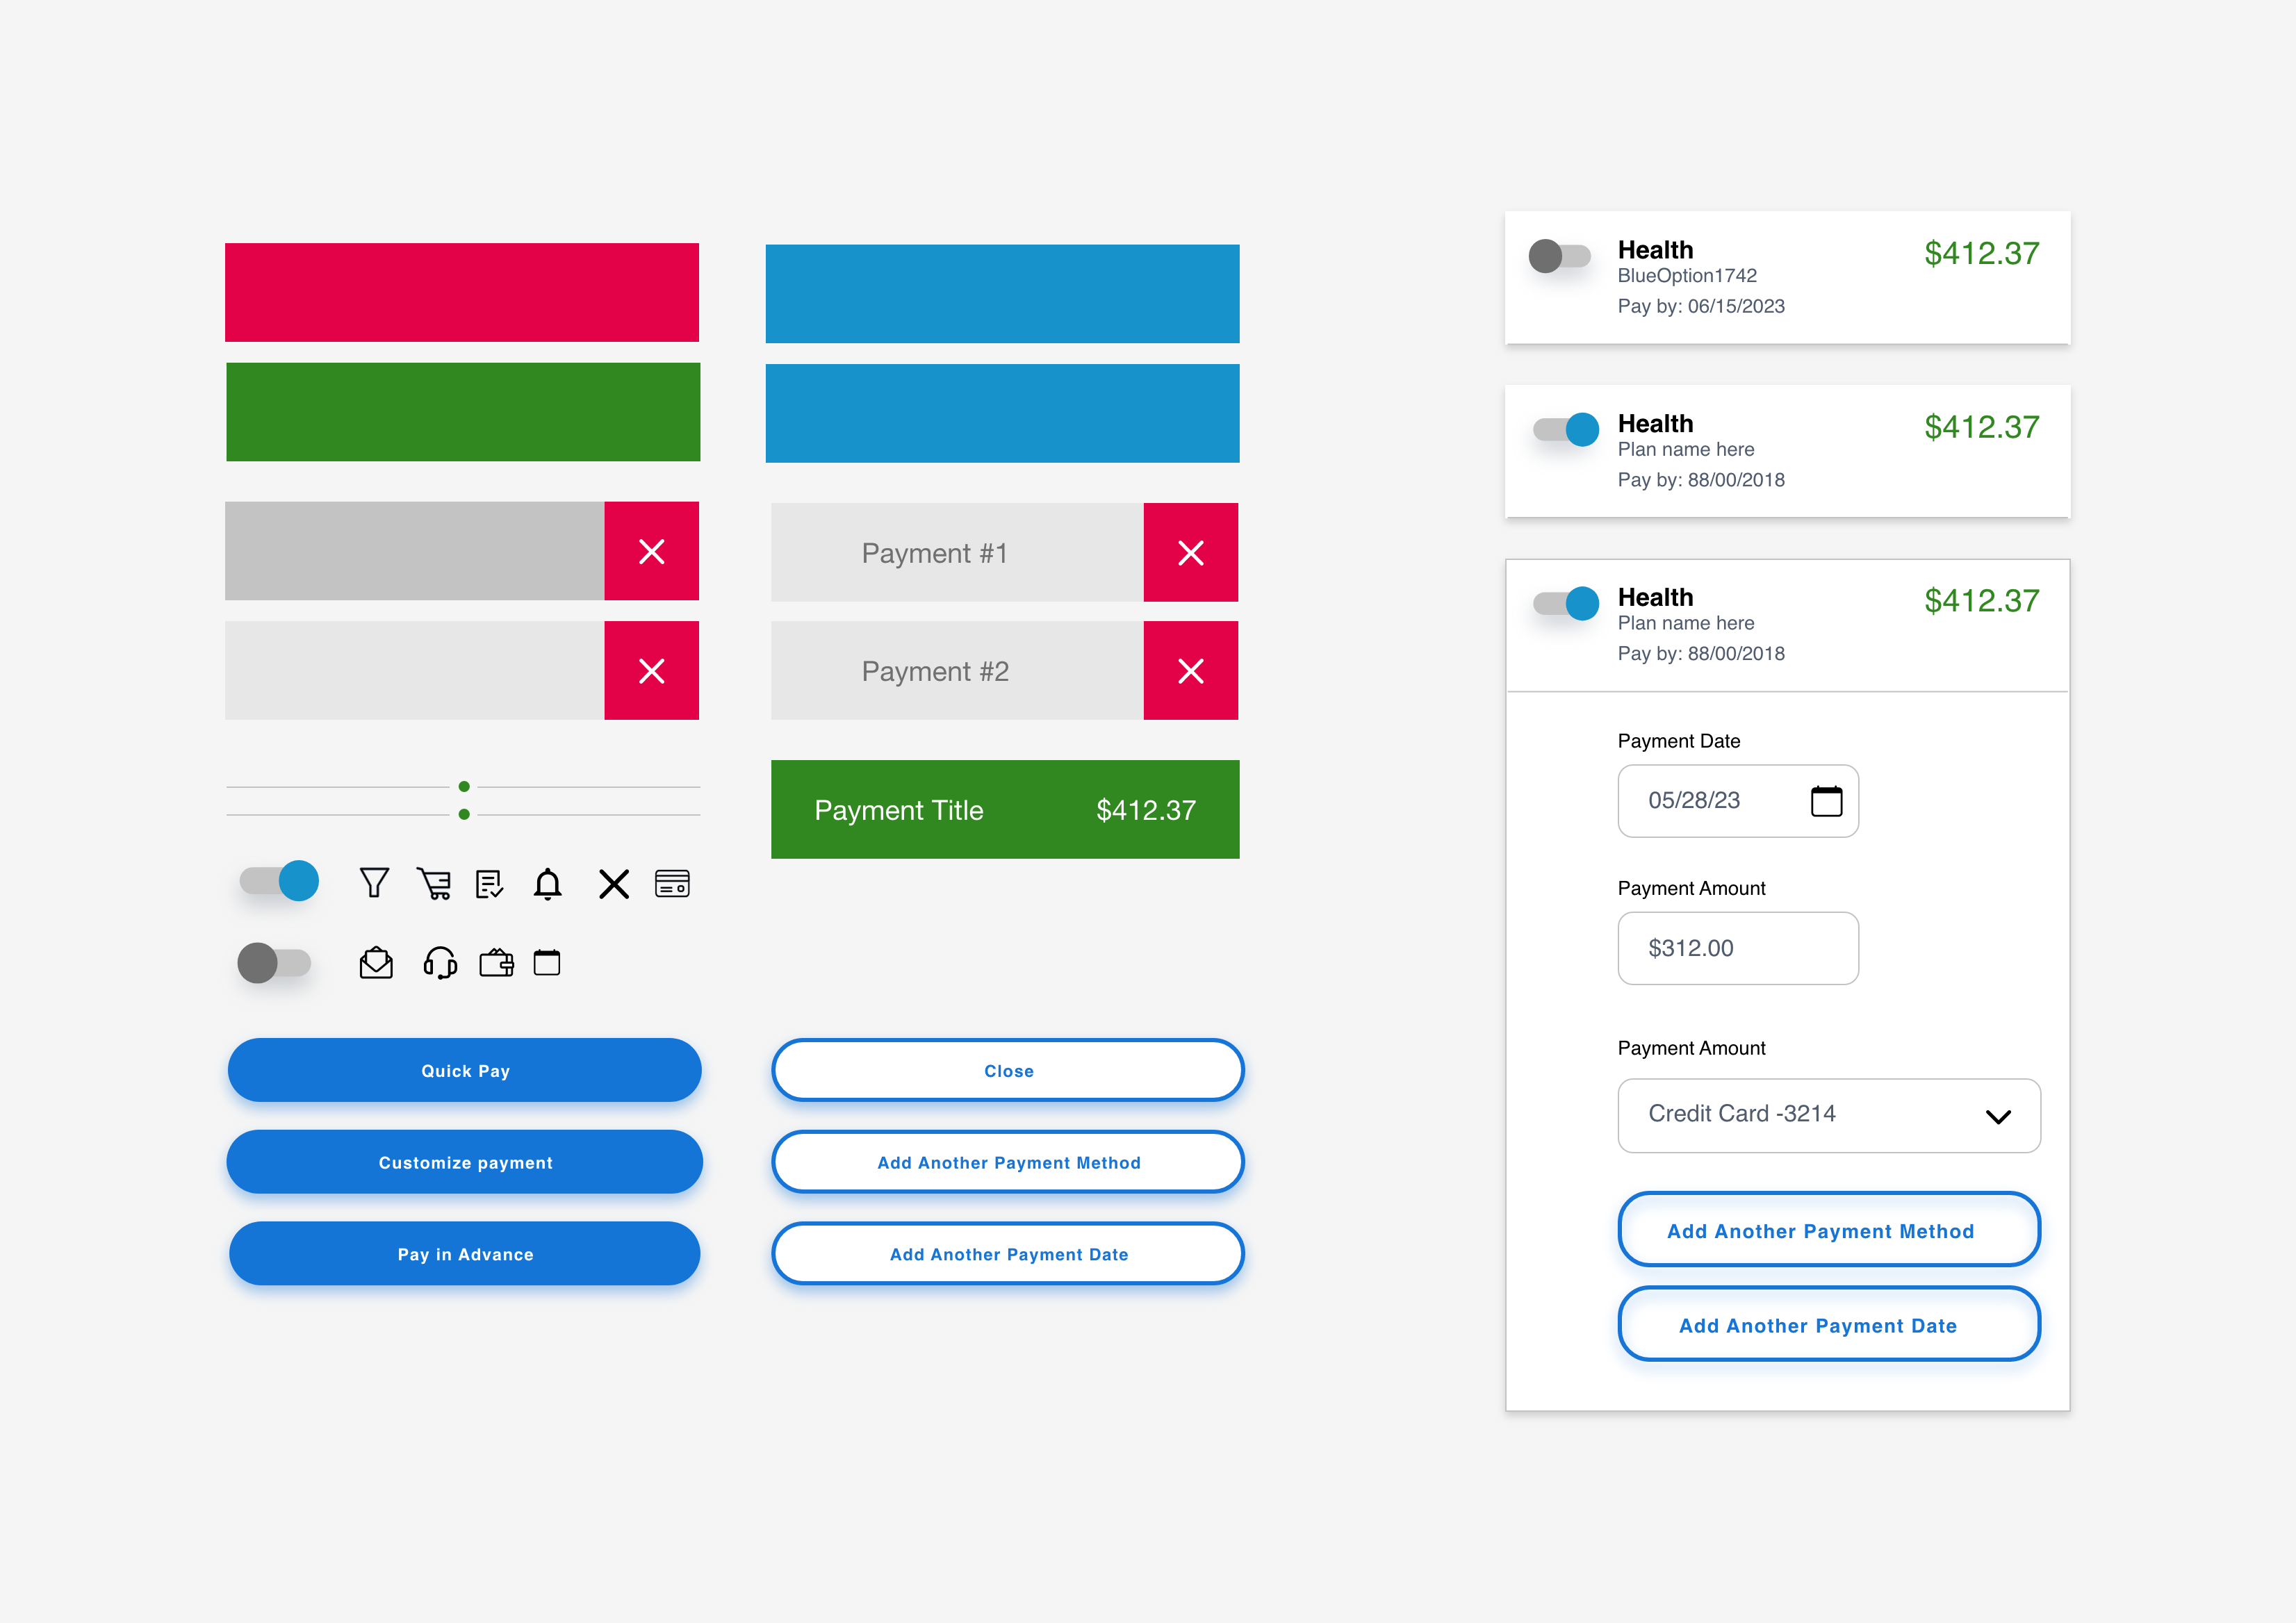 Payment #1
Payment #2
Payment Title $412.37
Quick Pay
Customize payment
Pay in Advance
Close
Add Another Payment Method
Add Another Payment Date
Health $412.37
BlueOption1742
Pay by: 06/15/2023
Health $412.37
Plan name here
Pay by: 88/00/2018
Health $412.37
Plan name here
Pay by: 88/00/2018
Payment Date
05/28/23
Payment Amount
$312.00
Payment Amount
Credit Card -3214
Add Another Payment Method
Add Another Payment Date